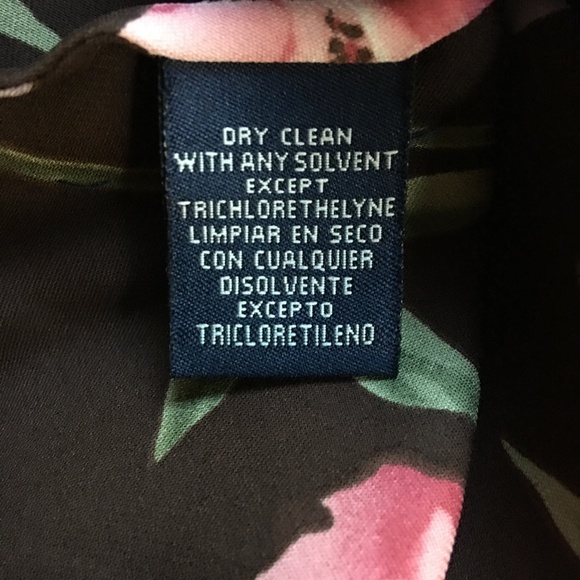 DRY CLEAN
WITH ANY SOLVENT
EXCEPT
TRICHLORETHELYNE
LIMPIAR EN SECO
CON CUALQUIER
DISOLVENTE
EXCEPTO
TRICLORETILENO